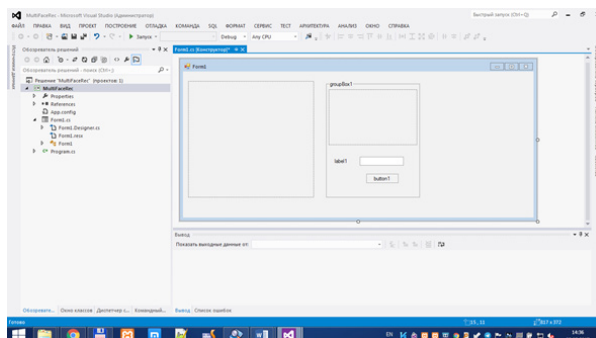 MultiFaceRec - Microsoft Visual Studio (Администратор)
Быстрый запуск (Ctrl+Q)
ФАЙЛ ПРАВКА ВИД ПРОЕКТ ПОСТРОЕНИЕ ОТЛАДКА КОМАНДА SQL ФОРМАТ СЕРВИС ТЕСТ АРХИТЕКТУРА АНАЛИЗ ОКНО СПРАВКА
Запуск Debug Any CPU
Обозреватель решений
Form1.cs [Конструктор]*
Обозреватель решений - поиск (Ctrl+;)
Решение "MultiFaceRec" (проектов: 1)
MultiFaceRec
Properties
References
App.config
Form1.cs
Form1.Designer.cs
Form1.resx
Form1
Program.cs
Form1
groupBox1
label1
button1
Вывод
Показать выходные данные от:
Обозревате... Окно классов Диспетчер с... Командный...
Вывод Список ошибок
Готово
15, 15
817 x 372
EN
14:36